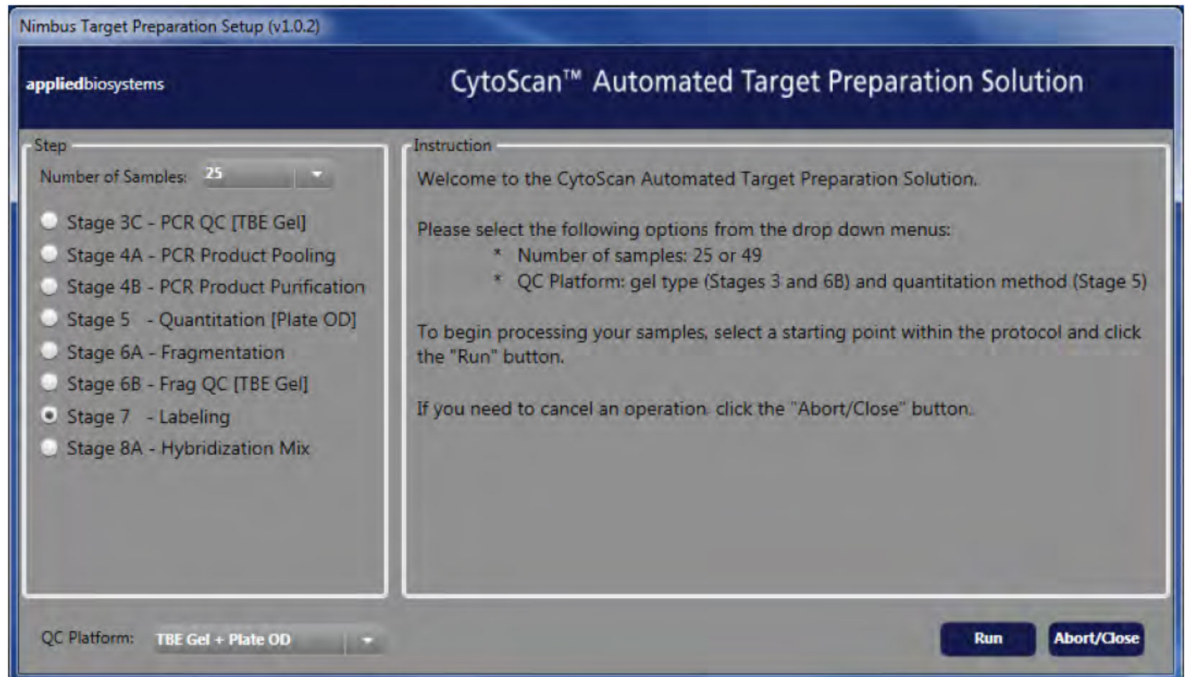 Nimbus Target Preparation Setup (v1.0.2)
appliedbiosystems
CytoScan™ Automated Target Preparation Solution
Step
Number of Samples: 25
Stage 3C - PCR QC [TBE Gel]
Stage 4A - PCR Product Pooling
Stage 4B - PCR Product Purification
Stage 5 - Quantitation [Plate OD]
Stage 6A - Fragmentation
Stage 6B - Frag QC [TBE Gel]
Stage 7 - Labeling
Stage 8A - Hybridization Mix
Instruction
Welcome to the CytoScan Automated Target Preparation Solution.
Please select the following options from the drop down menus:
* Number of samples: 25 or 49
* QC Platform: gel type (Stages 3 and 6B) and quantitation method (Stage 5)
To begin processing your samples, select a starting point within the protocol and click
the "Run" button.
If you need to cancel an operation, click the "Abort/Close" button.
QC Platform: TBE Gel + Plate OD
Run
Abort/Close